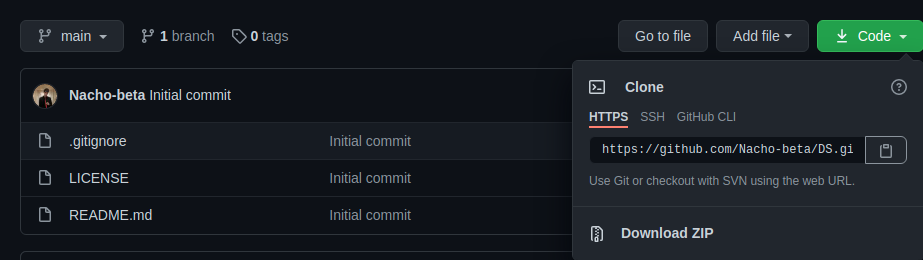 main 1 branch 0 tags Go to file Add file Code
Nacho-beta Initial commit
.gitignore Initial commit
LICENSE Initial commit
README.md Initial commit
Clone
HTTPS SSH GitHub CLI
https://github.com/Nacho-beta/DS.gi
Use Git or checkout with SVN using the web URL.
Download ZIP